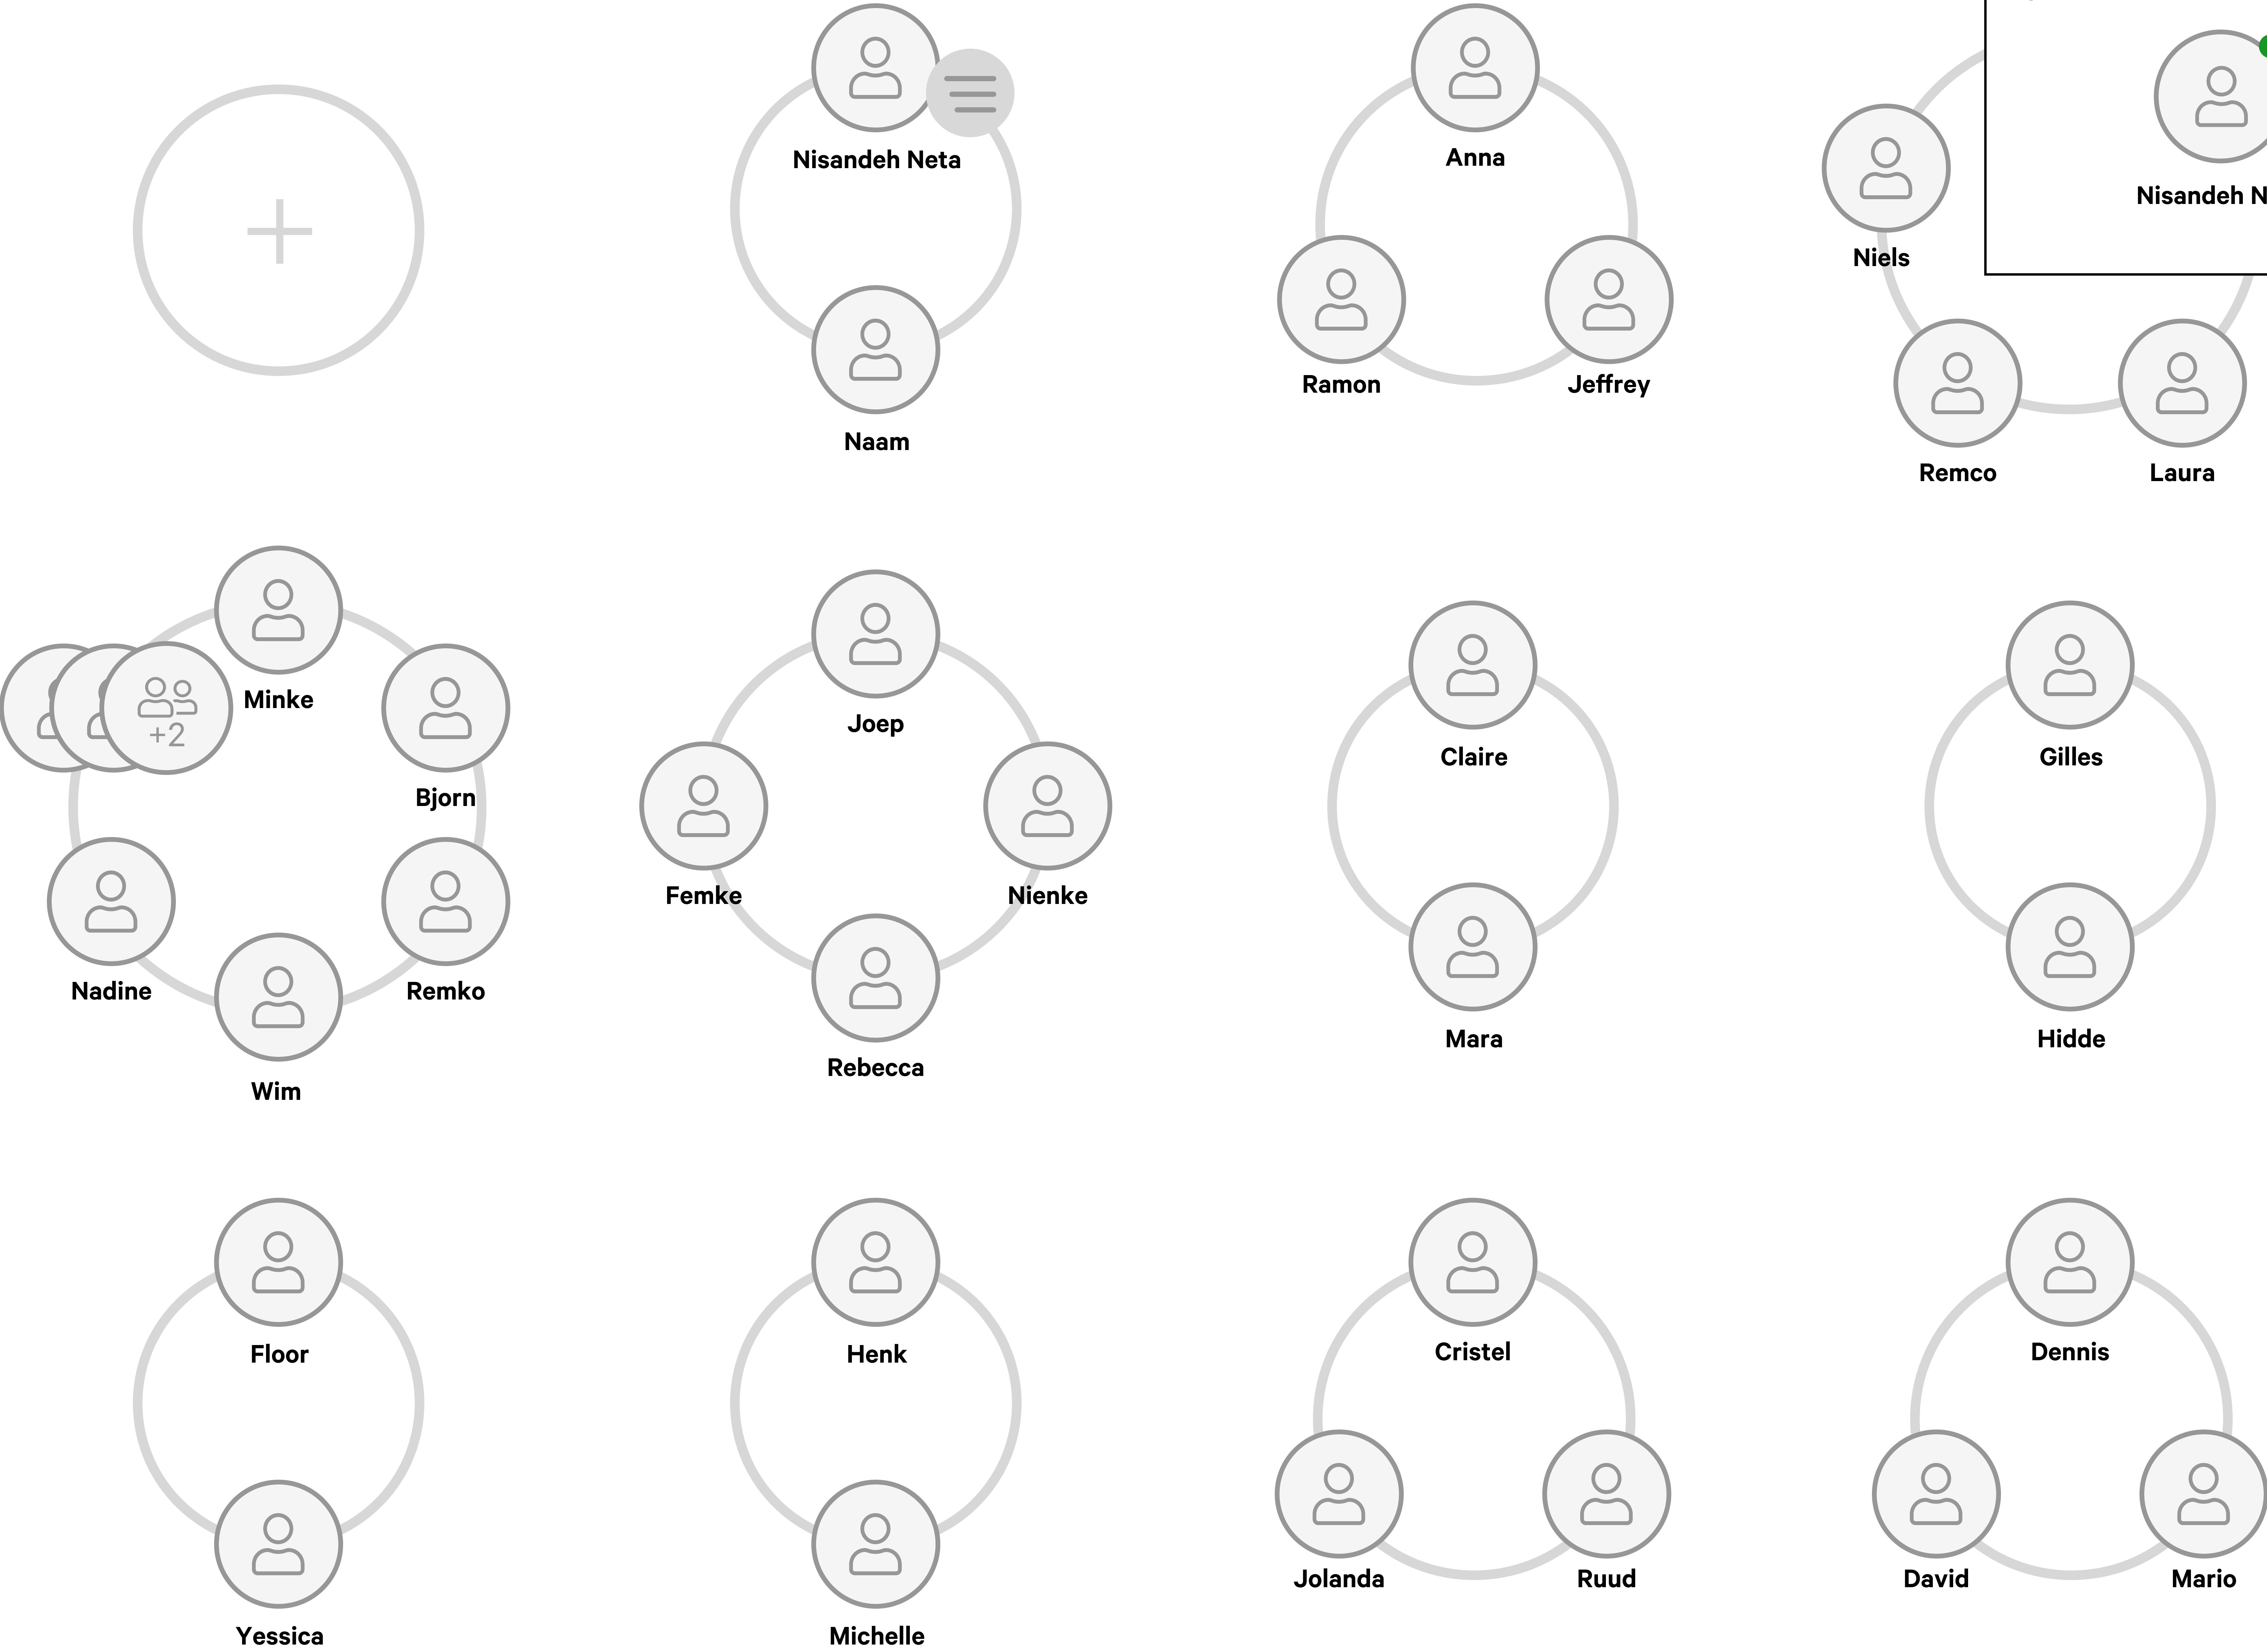 Nisandeh Neta
Naam
Anna
Ramon
Jeffrey
Niels
Remco
Laura
Nisandeh N
Minke
+2
Bjorn
Nadine
Remko
Wim
Joep
Femke
Nienke
Rebecca
Claire
Mara
Gilles
Hidde
Floor
Yessica
Henk
Michelle
Cristel
Jolanda
Ruud
Dennis
David
Mario